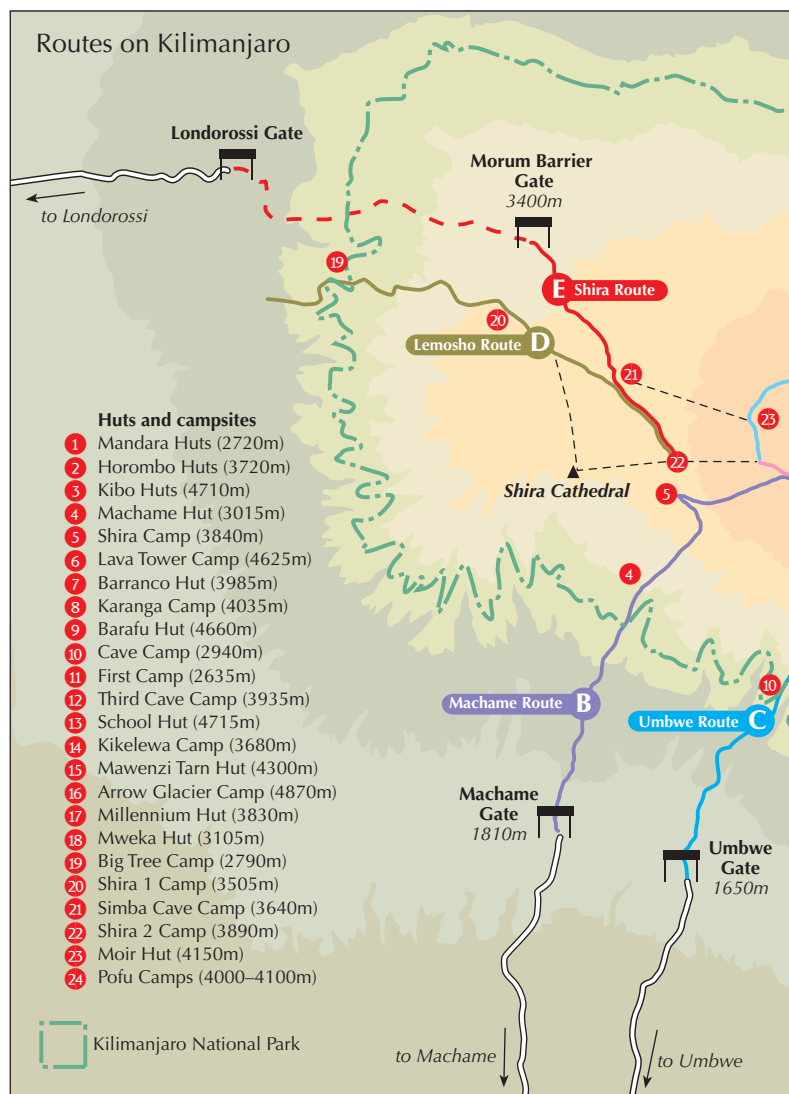 Routes on Kilimanjaro
Londorossi Gate
to Londorossi
Morum Barrier
Gate
3400m
19
E Shira Route
20
Lemosho Route D
21
23
22
Shira Cathedral
5
4
10
Machame Route B
Umbwe Route C
Machame
Gate
1810m
Umbwe
Gate
1650m
to Machame
to Umbwe
Huts and campsites
1 Mandara Huts (2720m)
2 Horombo Huts (3720m)
3 Kibo Huts (4710m)
4 Machame Hut (3015m)
5 Shira Camp (3840m)
6 Lava Tower Camp (4625m)
7 Barranco Hut (3985m)
8 Karanga Camp (4035m)
9 Barafu Hut (4660m)
10 Cave Camp (2940m)
11 First Camp (2635m)
12 Third Cave Camp (3935m)
13 School Hut (4715m)
14 Kikelewa Camp (3680m)
15 Mawenzi Tarn Hut (4300m)
16 Arrow Glacier Camp (4870m)
17 Millennium Hut (3830m)
18 Mweka Hut (3105m)
19 Big Tree Camp (2790m)
20 Shira 1 Camp (3505m)
21 Simba Cave Camp (3640m)
22 Shira 2 Camp (3890m)
23 Moir Hut (4150m)
24 Pofu Camps (4000–4100m)
Kilimanjaro National Park